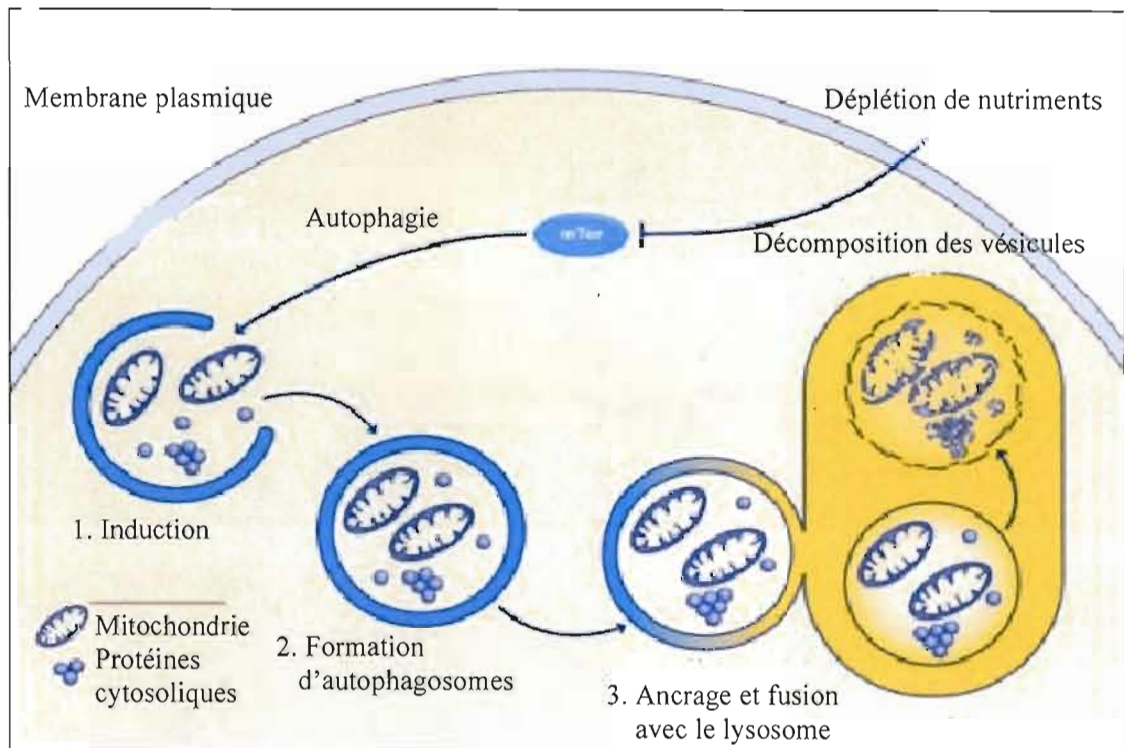 Membrane plasmique
Déplétion de nutriments
Autophagie
mTor
Décomposition des vésicules
1. Induction
Mitochondrie
Protéines
cytosoliques
2. Formation
d'autophagosomes
3. Ancrage et fusion
avec le lysosome